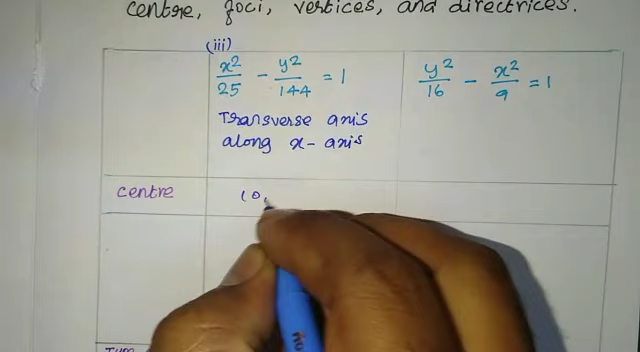 centre, foci, vertices, and directrices.
(iii)
x²/25 - y²/144 = 1
y²/16 - x²/9 = 1
Transverse axis
along x-axis
centre (0,